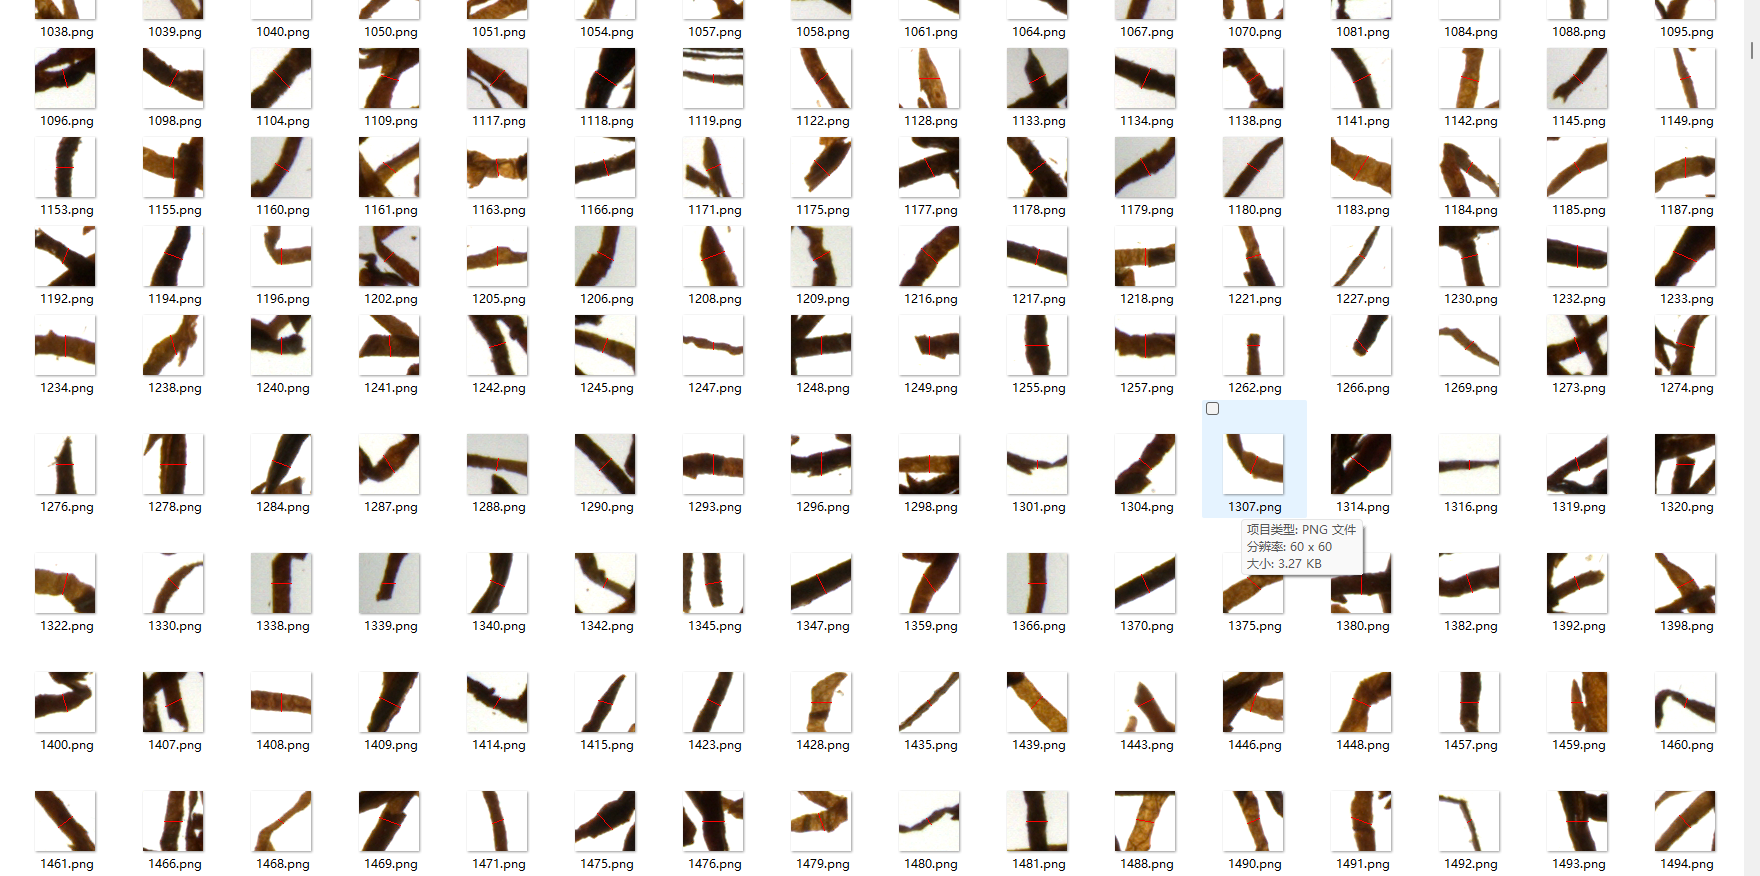 1038.png 1039.png 1040.png 1050.png 1051.png 1054.png 1057.png 1058.png 1061.png 1064.png 1067.png 1070.png 1081.png 1084.png 1088.png 1095.png
1096.png 1098.png 1104.png 1109.png 1117.png 1118.png 1119.png 1122.png 1128.png 1133.png 1134.png 1138.png 1141.png 1142.png 1145.png 1149.png
1153.png 1155.png 1160.png 1161.png 1163.png 1166.png 1171.png 1175.png 1177.png 1178.png 1179.png 1180.png 1183.png 1184.png 1185.png 1187.png
1192.png 1194.png 1196.png 1202.png 1205.png 1206.png 1208.png 1209.png 1216.png 1217.png 1218.png 1221.png 1227.png 1230.png 1232.png 1233.png
1234.png 1238.png 1240.png 1241.png 1242.png 1245.png 1247.png 1248.png 1249.png 1255.png 1257.png 1262.png 1266.png 1269.png 1273.png 1274.png
1276.png 1278.png 1284.png 1287.png 1288.png 1290.png 1293.png 1296.png 1298.png 1301.png 1304.png 1307.png 1314.png 1316.png 1319.png 1320.png
项目类型: PNG 文件
分辨率: 60 x 60
大小: 3.27 KB
1322.png 1330.png 1338.png 1339.png 1340.png 1342.png 1345.png 1347.png 1359.png 1366.png 1370.png 1375.png 1380.png 1382.png 1392.png 1398.png
1400.png 1407.png 1408.png 1409.png 1414.png 1415.png 1423.png 1428.png 1435.png 1439.png 1443.png 1446.png 1448.png 1457.png 1459.png 1460.png
1461.png 1466.png 1468.png 1469.png 1471.png 1475.png 1476.png 1479.png 1480.png 1481.png 1488.png 1490.png 1491.png 1492.png 1493.png 1494.png